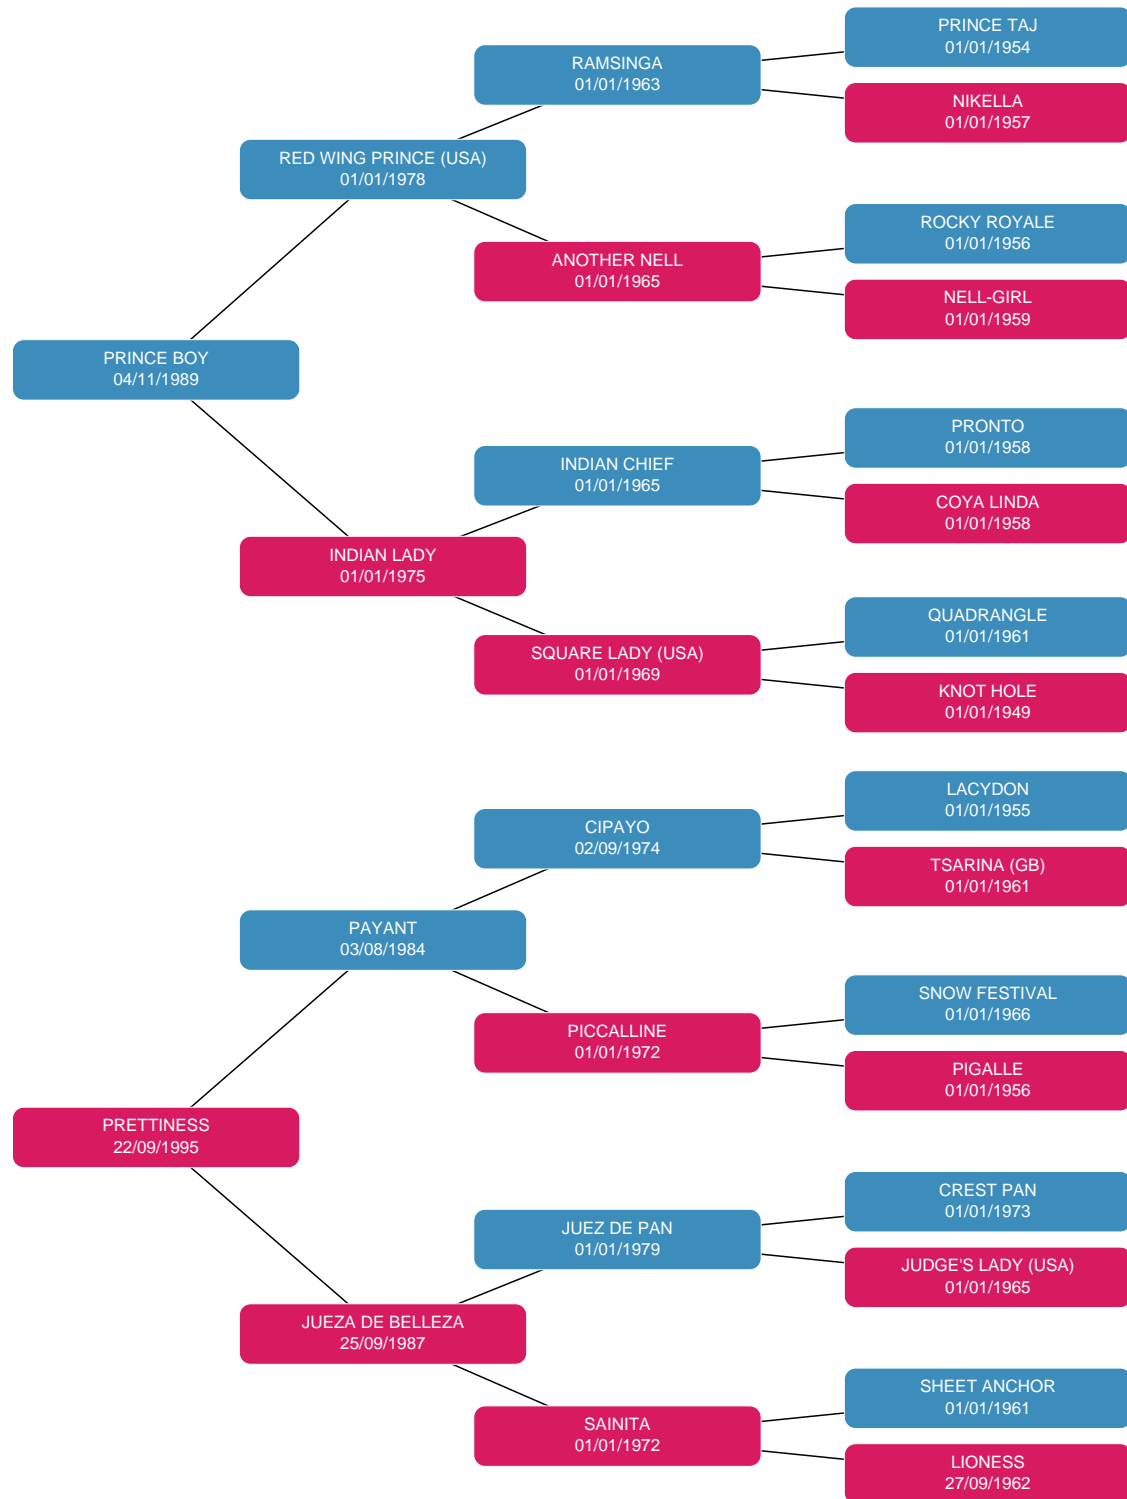 PRINCE TAJ
01/01/1954
RAMSINGA
01/01/1963
NIKELLA
01/01/1957
RED WING PRINCE (USA)
01/01/1978
ROCKY ROYALE
01/01/1956
ANOTHER NELL
01/01/1965
NELL-GIRL
01/01/1959
PRINCE BOY
04/11/1989
PRONTO
01/01/1958
INDIAN CHIEF
01/01/1965
COYA LINDA
01/01/1958
INDIAN LADY
01/01/1975
QUADRANGLE
01/01/1961
SQUARE LADY (USA)
01/01/1969
KNOT HOLE
01/01/1949
LACYDON
01/01/1955
CIPAYO
02/09/1974
TSARINA (GB)
01/01/1961
PAYANT
03/08/1984
SNOW FESTIVAL
01/01/1966
PICCALLINE
01/01/1972
PIGALLE
01/01/1956
PRETTINESS
22/09/1995
CREST PAN
01/01/1973
JUEZ DE PAN
01/01/1979
JUDGE'S LADY (USA)
01/01/1965
JUEZA DE BELLEZA
25/09/1987
SHEET ANCHOR
01/01/1961
SAINITA
01/01/1972
LIONESS
27/09/1962